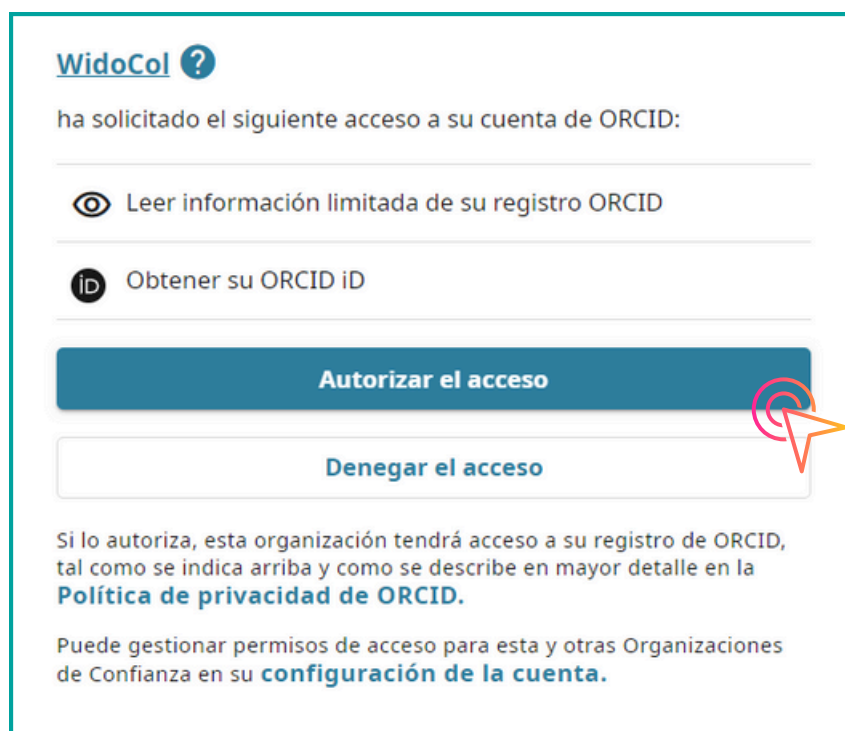 WidoCol ?
ha solicitado el siguiente acceso a su cuenta de ORCID:
Leer información limitada de su registro ORCID
iD Obtener su ORCID iD
Autorizar el acceso
Denegar el acceso
Si lo autoriza, esta organización tendrá acceso a su registro de ORCID,
tal como se indica arriba y como se describe en mayor detalle en la
Política de privacidad de ORCID.
Puede gestionar permisos de acceso para esta y otras Organizaciones
de Confianza en su configuración de la cuenta.